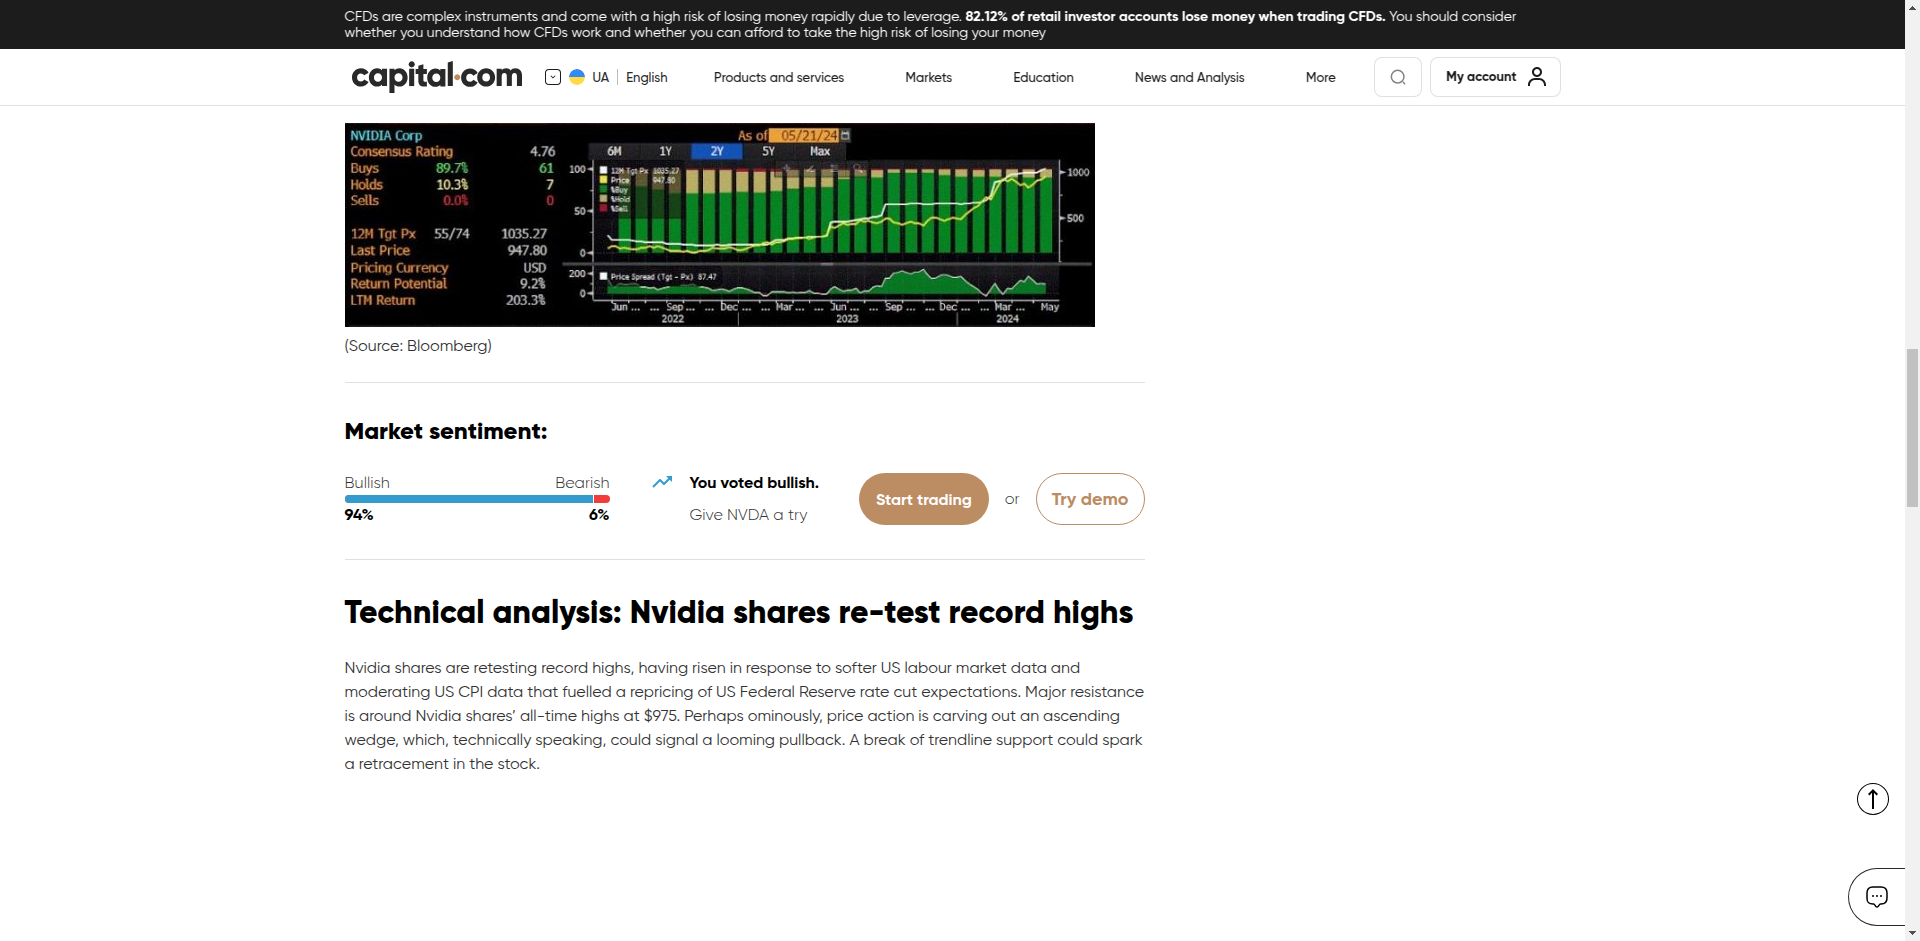 CFDs are complex instruments and come with a high risk of losing money rapidly due to leverage. 82.12% of retail investor accounts lose money when trading CFDs. You should consider
whether you understand how CFDs work and whether you can afford to take the high risk of losing your money
capital.com
UA
English
Products and services
Markets
Education
News and Analysis
More
My account
NVIDIA Corp
As of 05/21/24
Consensus Rating 4.76
6M 1Y 2Y 5Y Max
Buys 89.7% 61
Holds 10.3% 7
Sells 0.0% 0
12M Tgt Px 55/74 1035.27
Last Price 947.80
Pricing Currency USD
Return Potential 9.2%
LTM Return 203.3%
100
50
0
12M Tgt Px 1035.27
Price 947.80
%Buy
%Hold
%Sell
1000
500
200
0
Price Spread (Tgt - Px) 87.47
Jun ... ... Sep ... ... Dec ... ... Mar ... ... Jun ... ... Sep ... ... Dec ... ... Mar ... May
2022 2023 2024
(Source: Bloomberg)
Market sentiment:
Bullish Bearish
94% 6%
You voted bullish.
Give NVDA a try
Start trading
or
Try demo
Technical analysis: Nvidia shares re-test record highs
Nvidia shares are retesting record highs, having risen in response to softer US labour market data and
moderating US CPI data that fuelled a repricing of US Federal Reserve rate cut expectations. Major resistance
is around Nvidia shares’ all-time highs at $975. Perhaps ominously, price action is carving out an ascending
wedge, which, technically speaking, could signal a looming pullback. A break of trendline support could spark
a retracement in the stock.